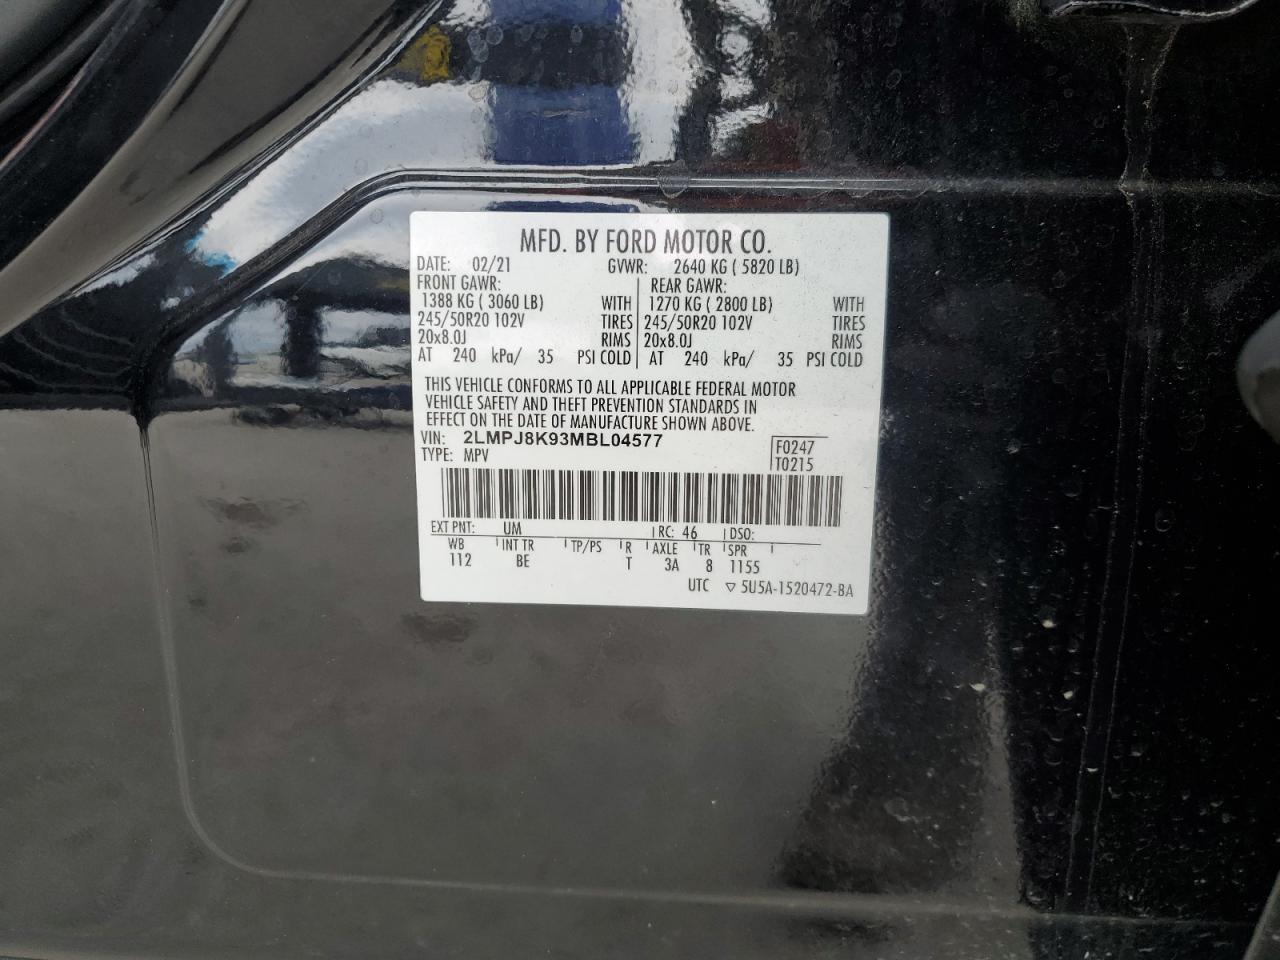 MFD. BY FORD MOTOR CO.
DATE: 02/21 GVWR: 2640 KG ( 5820 LB)
FRONT GAWR: REAR GAWR:
1388 KG ( 3060 LB) WITH 1270 KG ( 2800 LB) WITH
245/50R20 102V TIRES 245/50R20 102V TIRES
20x8.0J RIMS 20x8.0J RIMS
AT 240 kPa/ 35 PSI COLD AT 240 kPa/ 35 PSI COLD
THIS VEHICLE CONFORMS TO ALL APPLICABLE FEDERAL MOTOR
VEHICLE SAFETY AND THEFT PREVENTION STANDARDS IN
EFFECT ON THE DATE OF MANUFACTURE SHOWN ABOVE.
VIN: 2LMPJ8K93MBL04577
TYPE: MPV
F0247
T0215
EXT PNT: UM RC: 46 DSO:
WB INT TR TP/PS R AXLE TR SPR
112 BE T 3A 8 1155
UTC ▽ 5U5A-1520472-BA